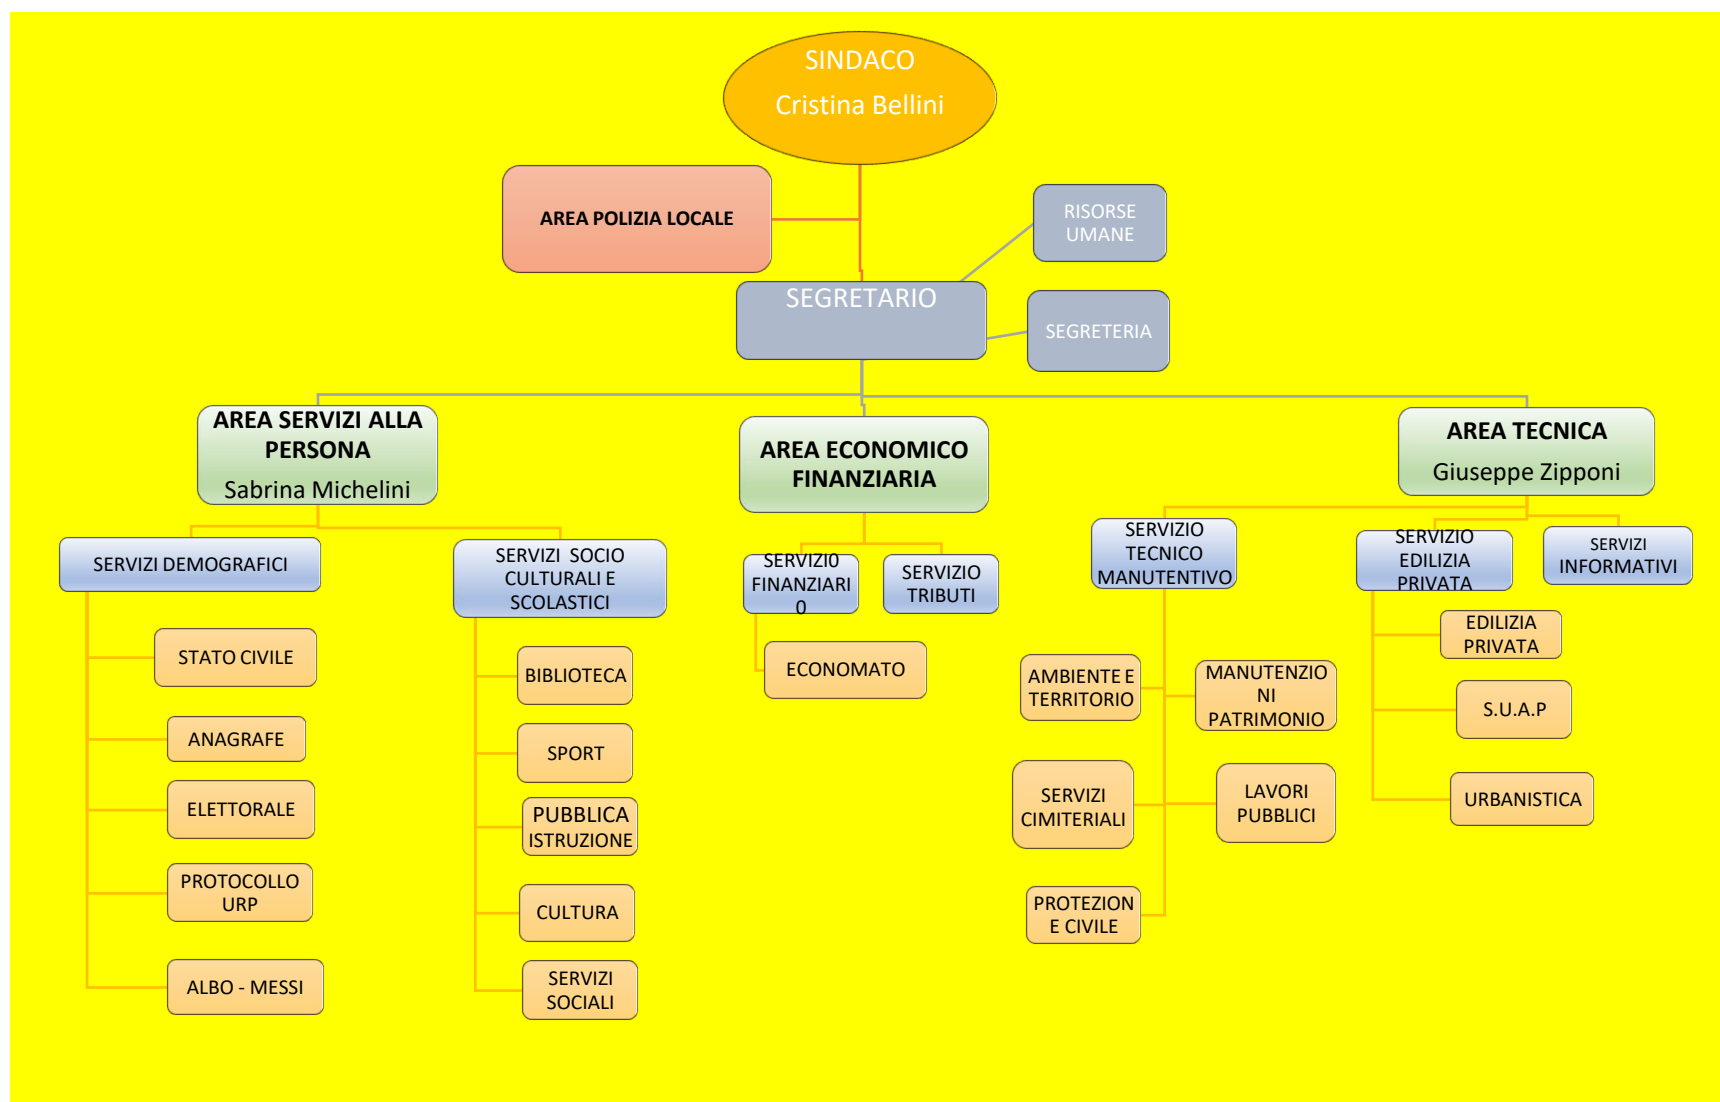 SINDACO
Cristina Bellini
AREA POLIZIA LOCALE
RISORSE
UMANE
SEGRETARIO
SEGRETERIA
AREA SERVIZI ALLA
PERSONA
Sabrina Michelini
AREA ECONOMICO
FINANZIARIA
AREA TECNICA
Giuseppe Zipponi
SERVIZI DEMOGRAFICI
SERVIZI SOCIO
CULTURALI E
SCOLASTICI
SERVIZI0
FINANZIARI
0
SERVIZIO
TRIBUTI
SERVIZIO
TECNICO
MANUTENTIVO
SERVIZIO
EDILIZIA
PRIVATA
SERVIZI
INFORMATIVI
STATO CIVILE
ANAGRAFE
ELETTORALE
PROTOCOLLO
URP
ALBO - MESSI
BIBLIOTECA
SPORT
PUBBLICA
ISTRUZIONE
CULTURA
SERVIZI
SOCIALI
ECONOMATO
AMBIENTE E
TERRITORIO
MANUTENZIO
NI
PATRIMONIO
SERVIZI
CIMITERIALI
LAVORI
PUBBLICI
PROTEZION
E CIVILE
EDILIZIA
PRIVATA
S.U.A.P
URBANISTICA